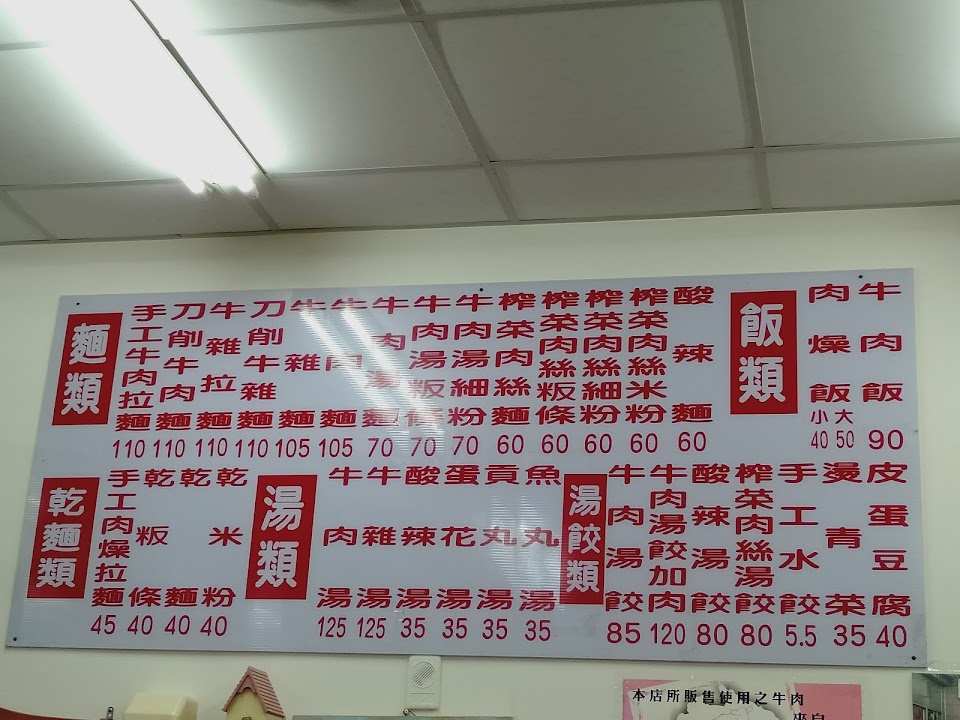 麵類
手工牛肉拉麵 110
刀削牛肉麵 110
牛雜拉麵 110
刀削牛雜麵 110
牛雜麵 105
牛肉麵 105
牛肉湯麵 70
牛肉湯粄條 70
牛肉湯細粉 70
榨菜肉絲麵 60
榨菜肉絲粄條 60
榨菜肉絲細粉 60
榨菜肉絲米粉 60
酸辣麵 60
飯類
肉燥飯 小40 大50
牛肉飯 90
乾麵類
手工肉燥拉麵 45
乾粄條 40
乾麵 40
乾米粉 40
湯類
牛肉湯 125
牛雜湯 125
酸辣湯 35
蛋花湯 35
貢丸湯 35
魚丸湯 35
湯餃類
牛肉湯餃 85
牛肉湯餃加肉 120
酸辣湯餃 80
榨菜肉絲湯餃 80
手工水餃 5.5
燙青菜 35
皮蛋豆腐 40
本店所販售使用之牛肉
來自